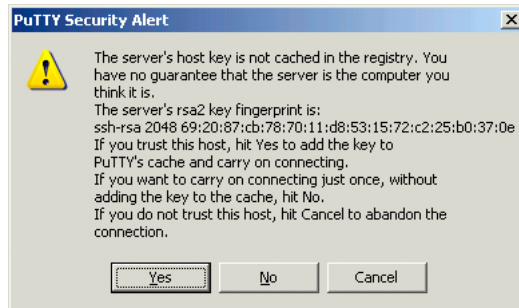 PuTTY Security Alert
The server's host key is not cached in the registry. You
have no guarantee that the server is the computer you
think it is.
The server's rsa2 key fingerprint is:
ssh-rsa 2048 69:20:87:cb:78:70:11:d8:53:15:72:c2:25:b0:37:0e
If you trust this host, hit Yes to add the key to
PuTTY's cache and carry on connecting.
If you want to carry on connecting just once, without
adding the key to the cache, hit No.
If you do not trust this host, hit Cancel to abandon the
connection.
Yes No Cancel